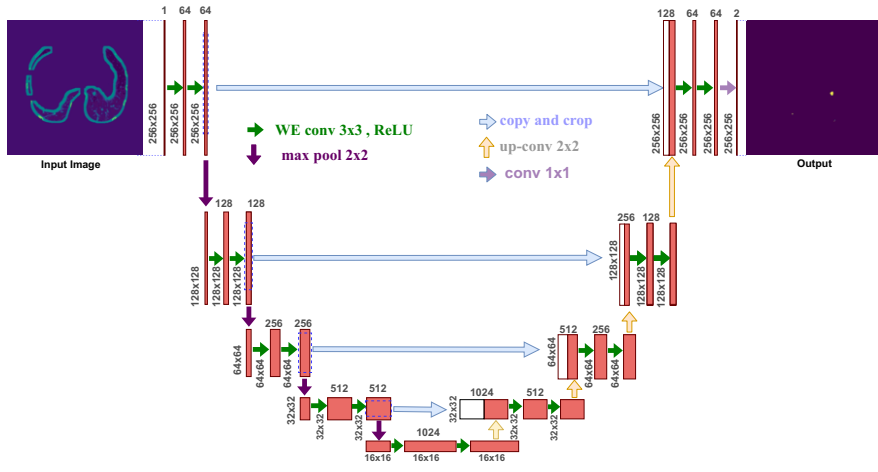 1
64
64
256x256
256x256
256x256
Input Image
WE conv 3x3 , ReLU
max pool 2x2
copy and crop
up-conv 2x2
conv 1x1
128
64
64
2
256x256
256x256
256x256
256x256
Output
128
128
128x128
128x128
128x128
256
128
128x128
128x128
128x128
256
256
64x64
64x64
64x64
512
256
64x64
64x64
64x64
512
512
32x32
32x32
32x32
1024
512
32x32
32x32
32x32
1024
16x16
16x16
16x16